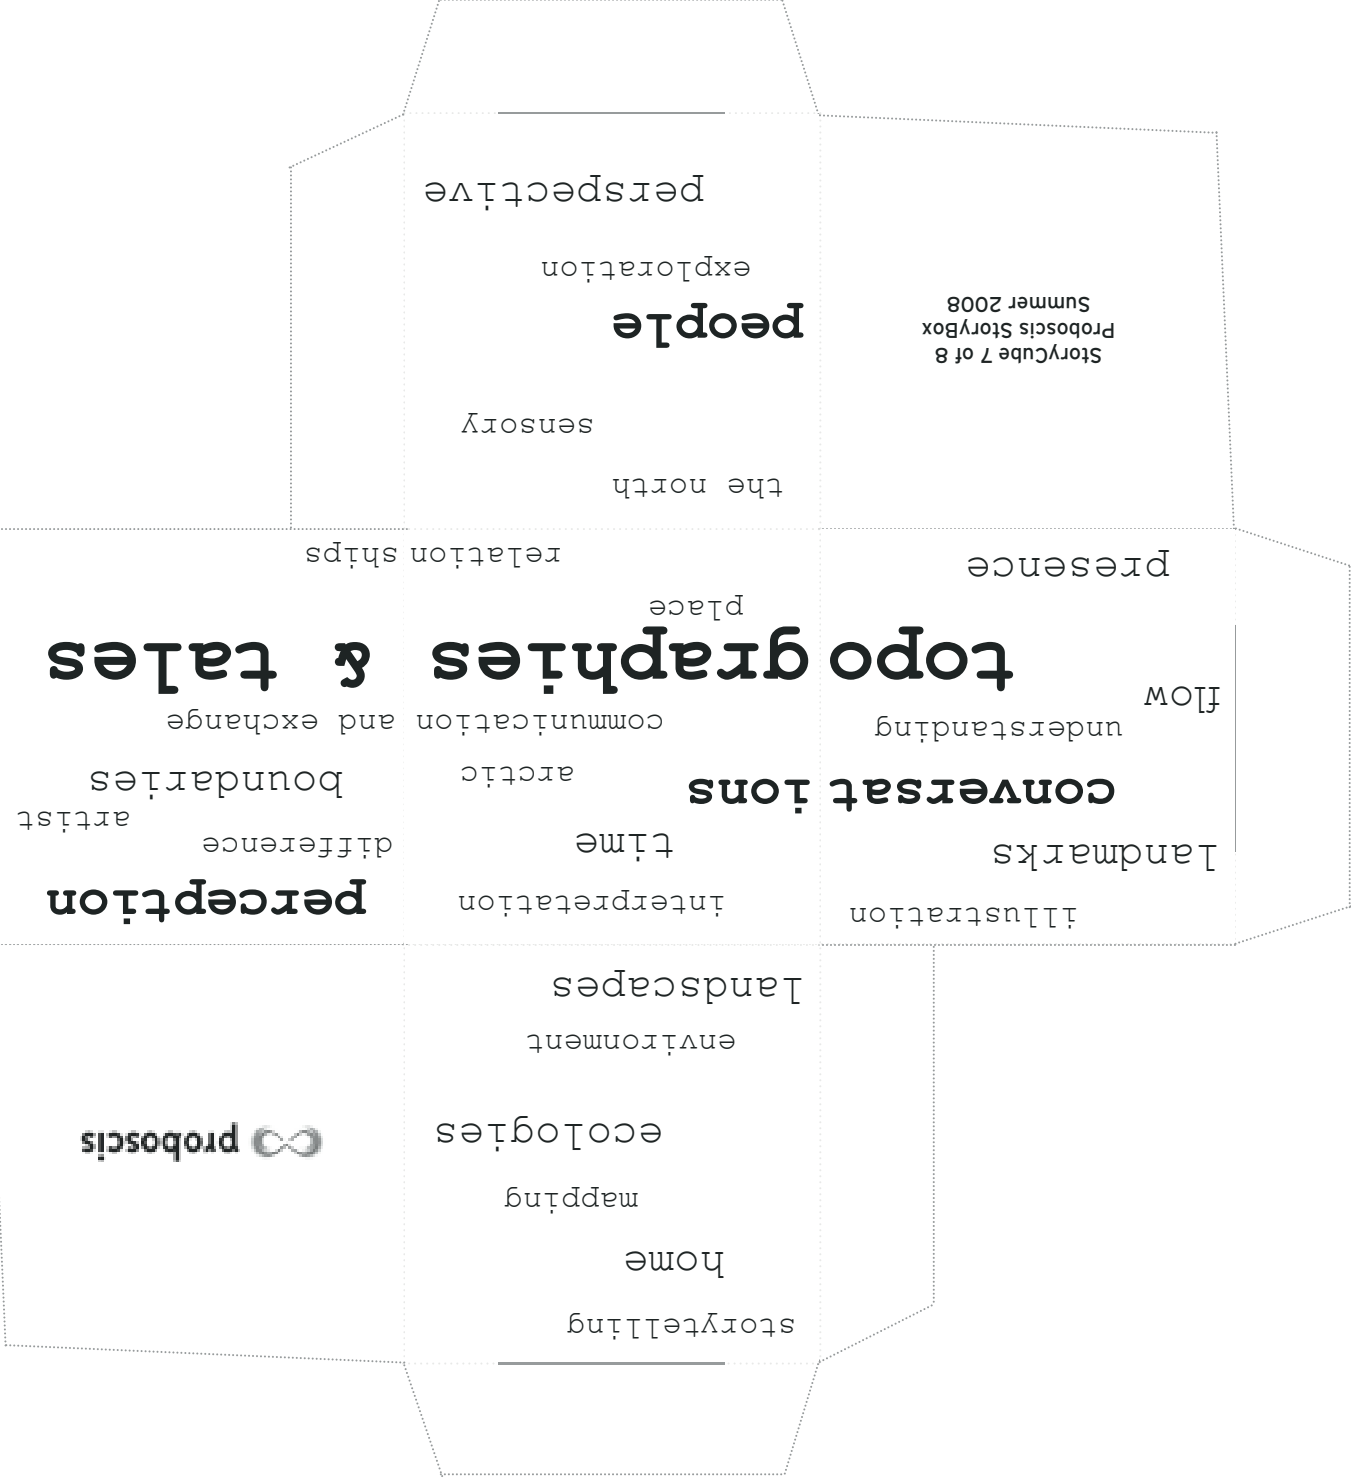 storytelling
home
mapping
ecologies
proboscis
environment
landscapes
illustration
interpretation
perception
landmarks
time
difference
artist
conversat ions
arctic
boundaries
understanding
communication and exchange
flow
topo graphies & tales
place
presence
relation ships
the north
sensory
StoryCube 7 of 8
Proboscis StoryBox
Summer 2008
people
exploration
perspective